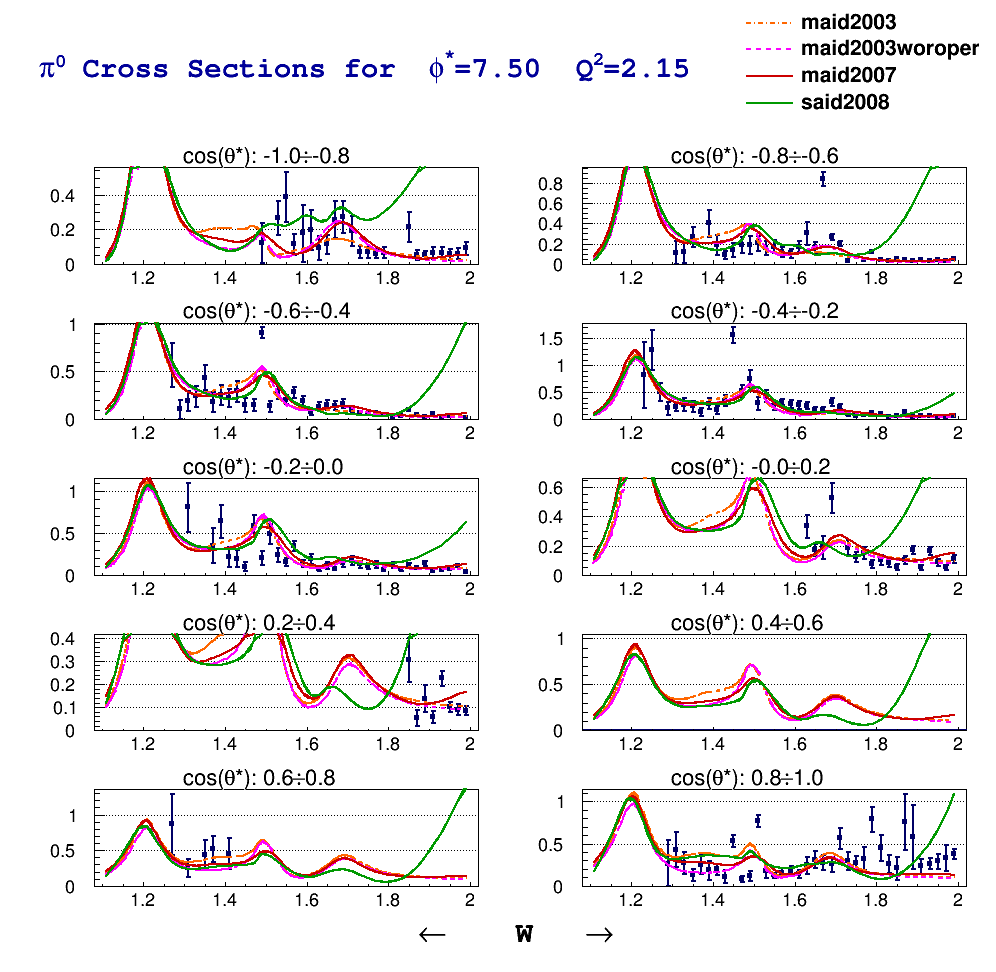 π⁰ Cross Sections for ϕ*=7.50 Q²=2.15
maid2003
maid2003woroper
maid2007
said2008
cos(θ*): -1.0÷-0.8
cos(θ*): -0.8÷-0.6
0.4
0.2
0
1.2 1.4 1.6 1.8 2
0.8
0.6
0.4
0.2
0
1.2 1.4 1.6 1.8 2
cos(θ*): -0.6÷-0.4
cos(θ*): -0.4÷-0.2
1
0.5
0
1.2 1.4 1.6 1.8 2
1.5
1
0.5
0
1.2 1.4 1.6 1.8 2
cos(θ*): -0.2÷0.0
cos(θ*): -0.0÷0.2
1
0.5
0
1.2 1.4 1.6 1.8 2
0.6
0.4
0.2
0
1.2 1.4 1.6 1.8 2
cos(θ*): 0.2÷0.4
cos(θ*): 0.4÷0.6
0.4
0.3
0.2
0.1
0
1.2 1.4 1.6 1.8 2
1
0.5
0
1.2 1.4 1.6 1.8 2
cos(θ*): 0.6÷0.8
cos(θ*): 0.8÷1.0
1
0.5
0
1.2 1.4 1.6 1.8 2
1
0.5
0
1.2 1.4 1.6 1.8 2
← W →